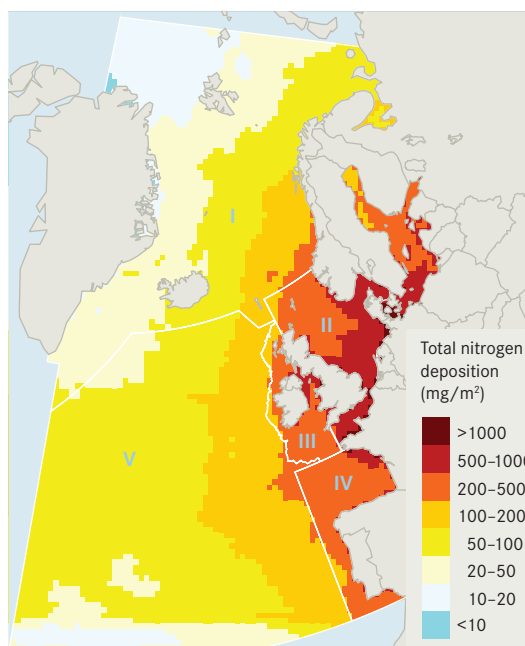 I
II
III
IV
V
Total nitrogen
deposition
(mg/m²)
>1000
500–1000
200–500
100–200
50–100
20–50
10–20
<10